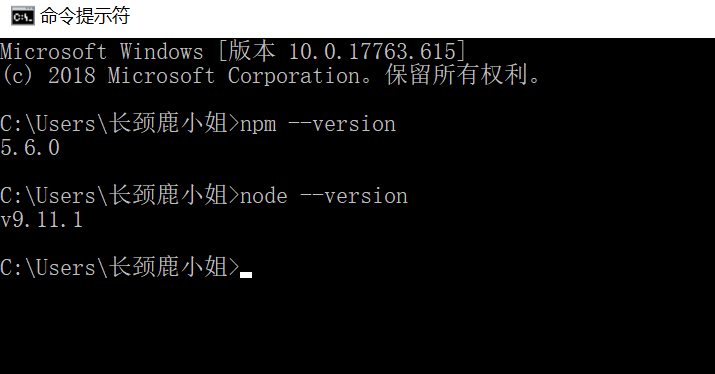 命令提示符
Microsoft Windows [版本 10.0.17763.615]
(c) 2018 Microsoft Corporation。保留所有权利。
C:\Users\长颈鹿小姐>npm --version
5.6.0
C:\Users\长颈鹿小姐>node --version
v9.11.1
C:\Users\长颈鹿小姐>